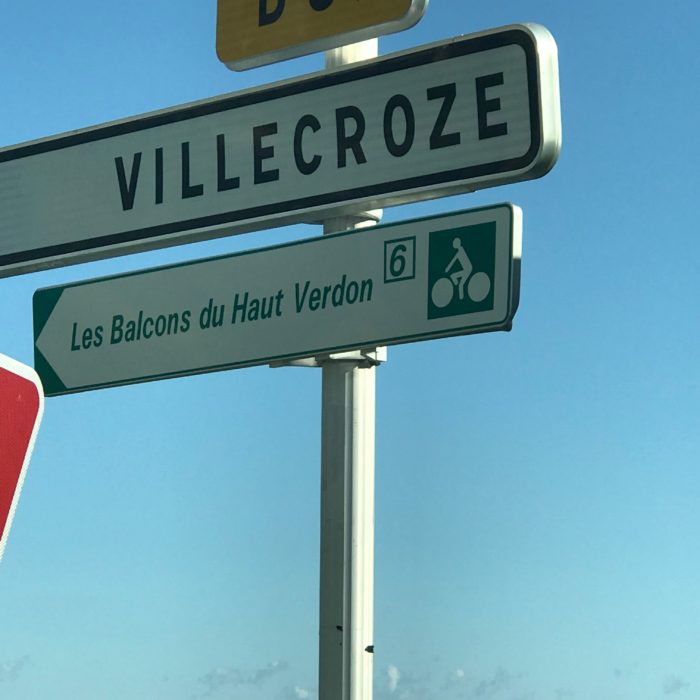 VILLECROZE
6
Les Balcons du Haut Verdon